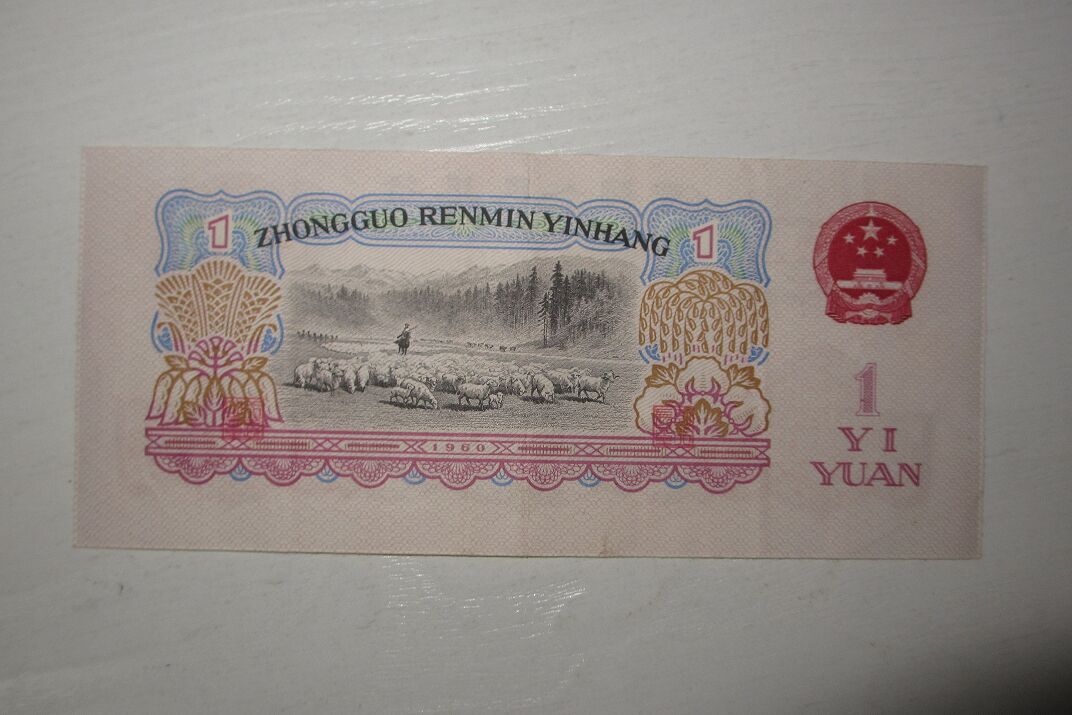 1
ZHONGGUO RENMIN YINHANG
1
1960
1
YI
YUAN